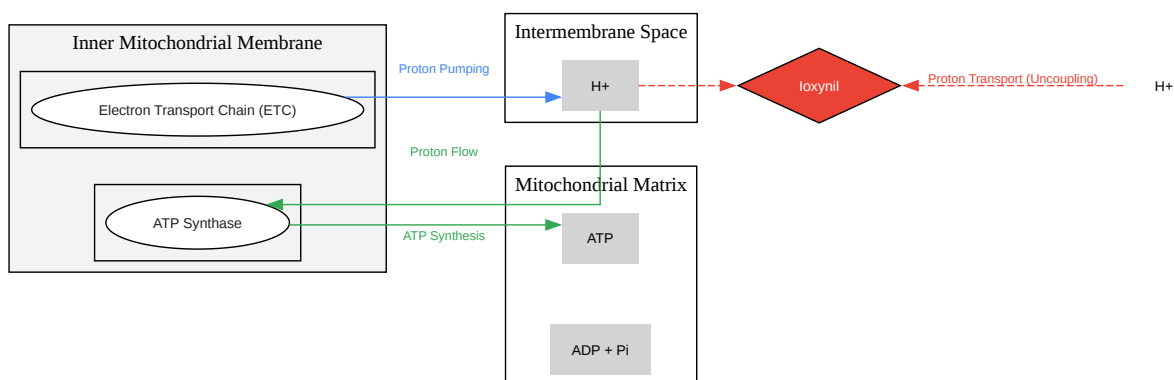 Inner Mitochondrial Membrane
Electron Transport Chain (ETC)
ATP Synthase
Proton Pumping
Proton Flow
ATP Synthesis
Intermembrane Space
H+
Mitochondrial Matrix
ATP
ADP + Pi
Ioxynil
Proton Transport (Uncoupling)
H+